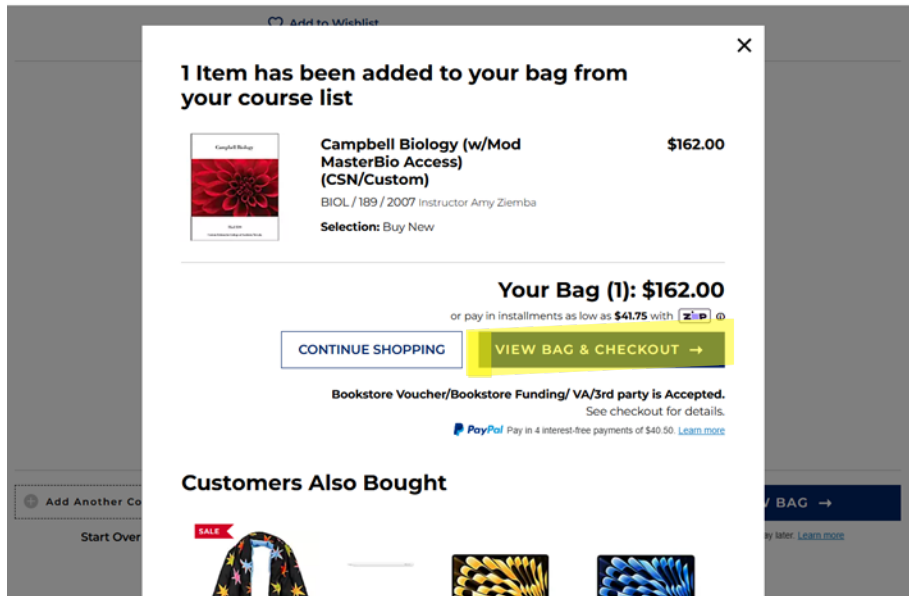 Add to Wishlist
1 Item has been added to your bag from
your course list
Campbell Biology
Campbell Biology (w/Mod
MasterBio Access)
(CSN/Custom)
$162.00
BIOL / 189 / 2007 Instructor Amy Ziemba
Selection: Buy New
Your Bag (1): $162.00
or pay in installments as low as $41.75 with ZIP
CONTINUE SHOPPING
VIEW BAG & CHECKOUT →
Bookstore Voucher/Bookstore Funding/ VA/3rd party is Accepted.
See checkout for details.
PayPal Pay in 4 interest-free payments of $40.50. Learn more
Customers Also Bought
Add Another Co
BAG →
Start Over
ay later. Learn more
SALE